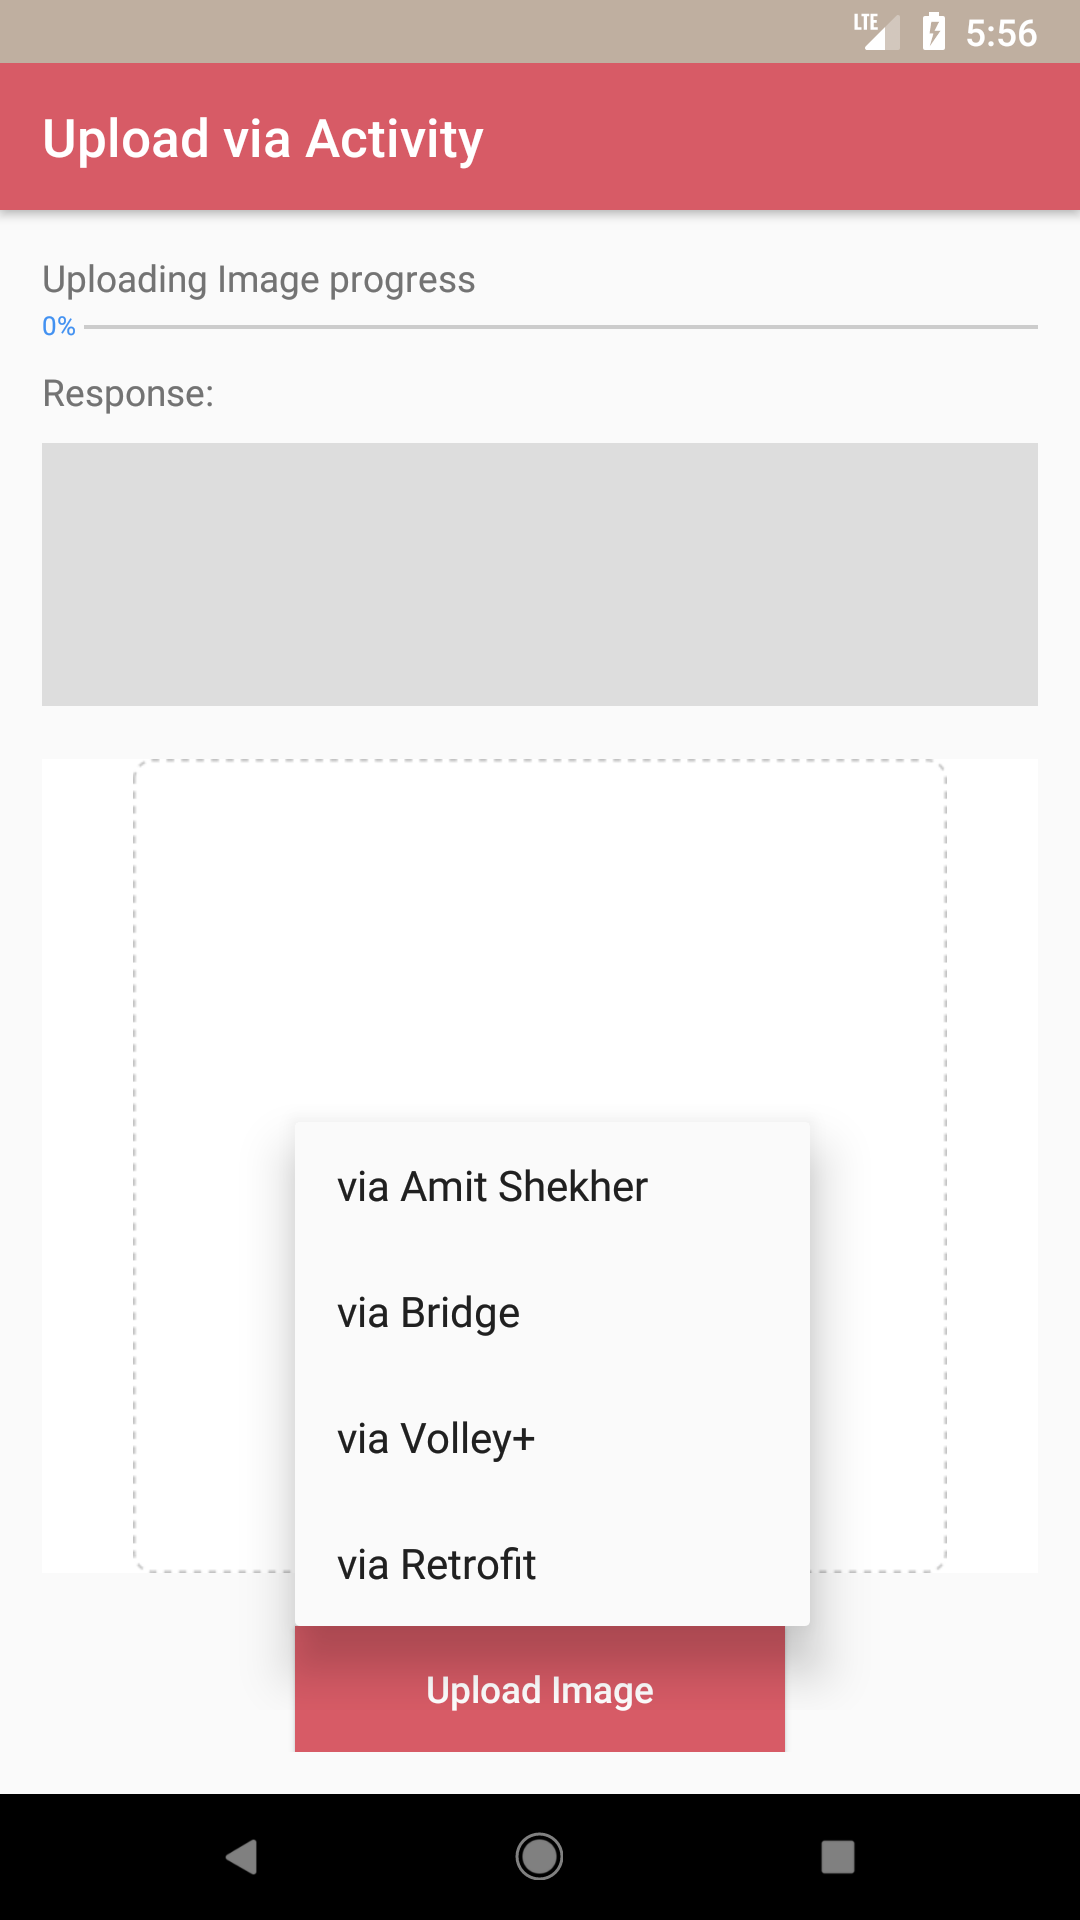 LTE 5:56
Upload via Activity
Uploading Image progress
0%
Response:
via Amit Shekher
via Bridge
via Volley+
via Retrofit
Upload Image